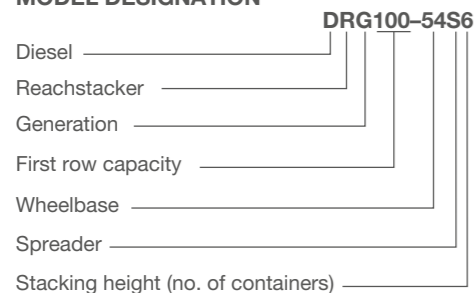 MODEL DESIGNATION
DRG100–54S6
Diesel
Reachstacker
Generation
First row capacity
Wheelbase
Spreader
Stacking height (no. of containers)